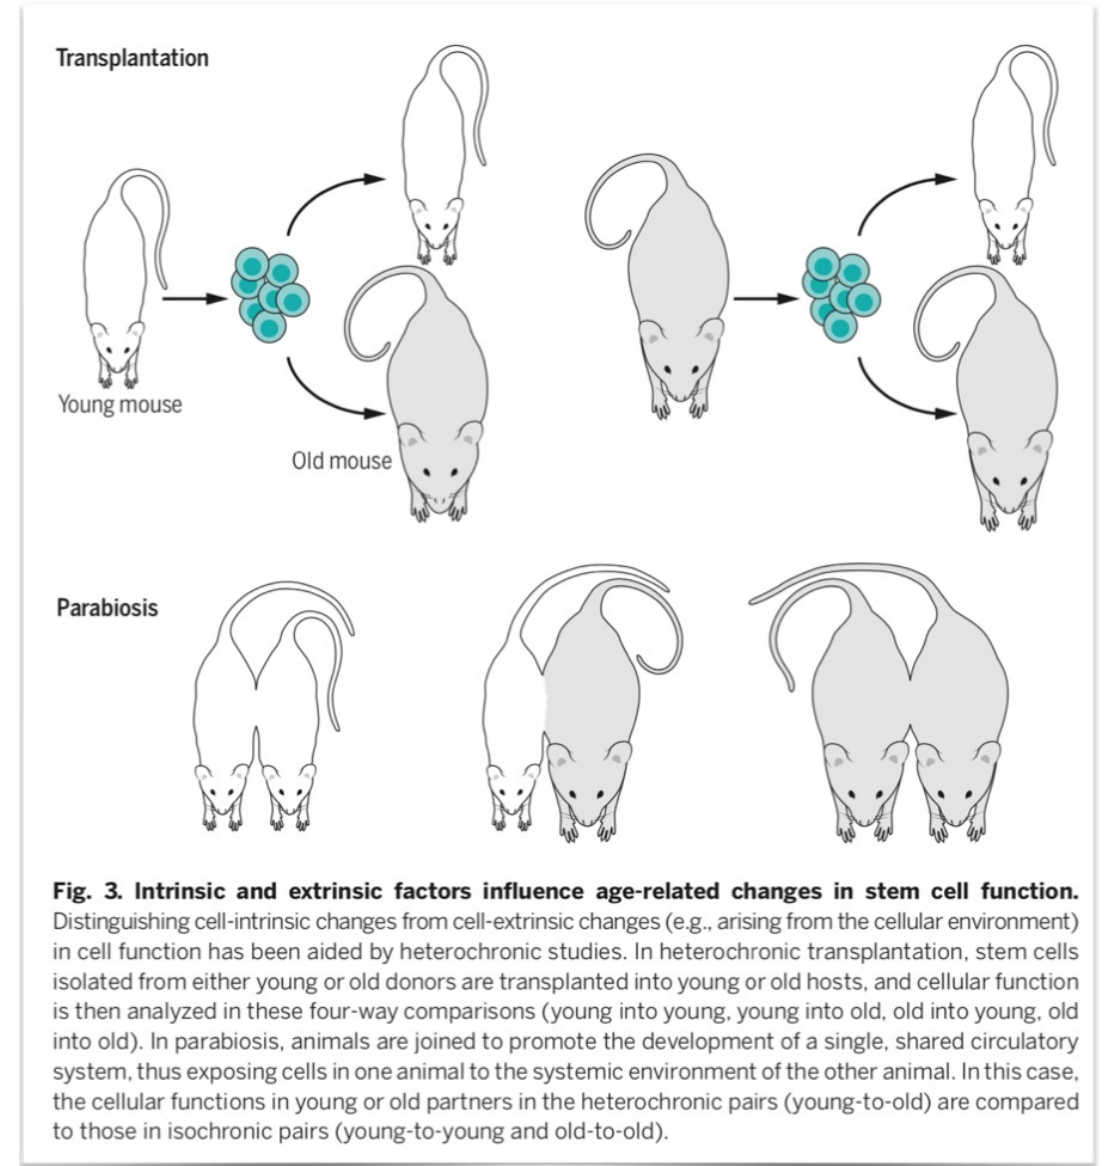 Transplantation
Young mouse
Old mouse
Parabiosis
Fig. 3. Intrinsic and extrinsic factors influence age-related changes in stem cell function.
Distinguishing cell-intrinsic changes from cell-extrinsic changes (e.g., arising from the cellular environment)
in cell function has been aided by heterochronic studies. In heterochronic transplantation, stem cells
isolated from either young or old donors are transplanted into young or old hosts, and cellular function
is then analyzed in these four-way comparisons (young into young, young into old, old into young, old
into old). In parabiosis, animals are joined to promote the development of a single, shared circulatory
system, thus exposing cells in one animal to the systemic environment of the other animal. In this case,
the cellular functions in young or old partners in the heterochronic pairs (young-to-old) are compared
to those in isochronic pairs (young-to-young and old-to-old).